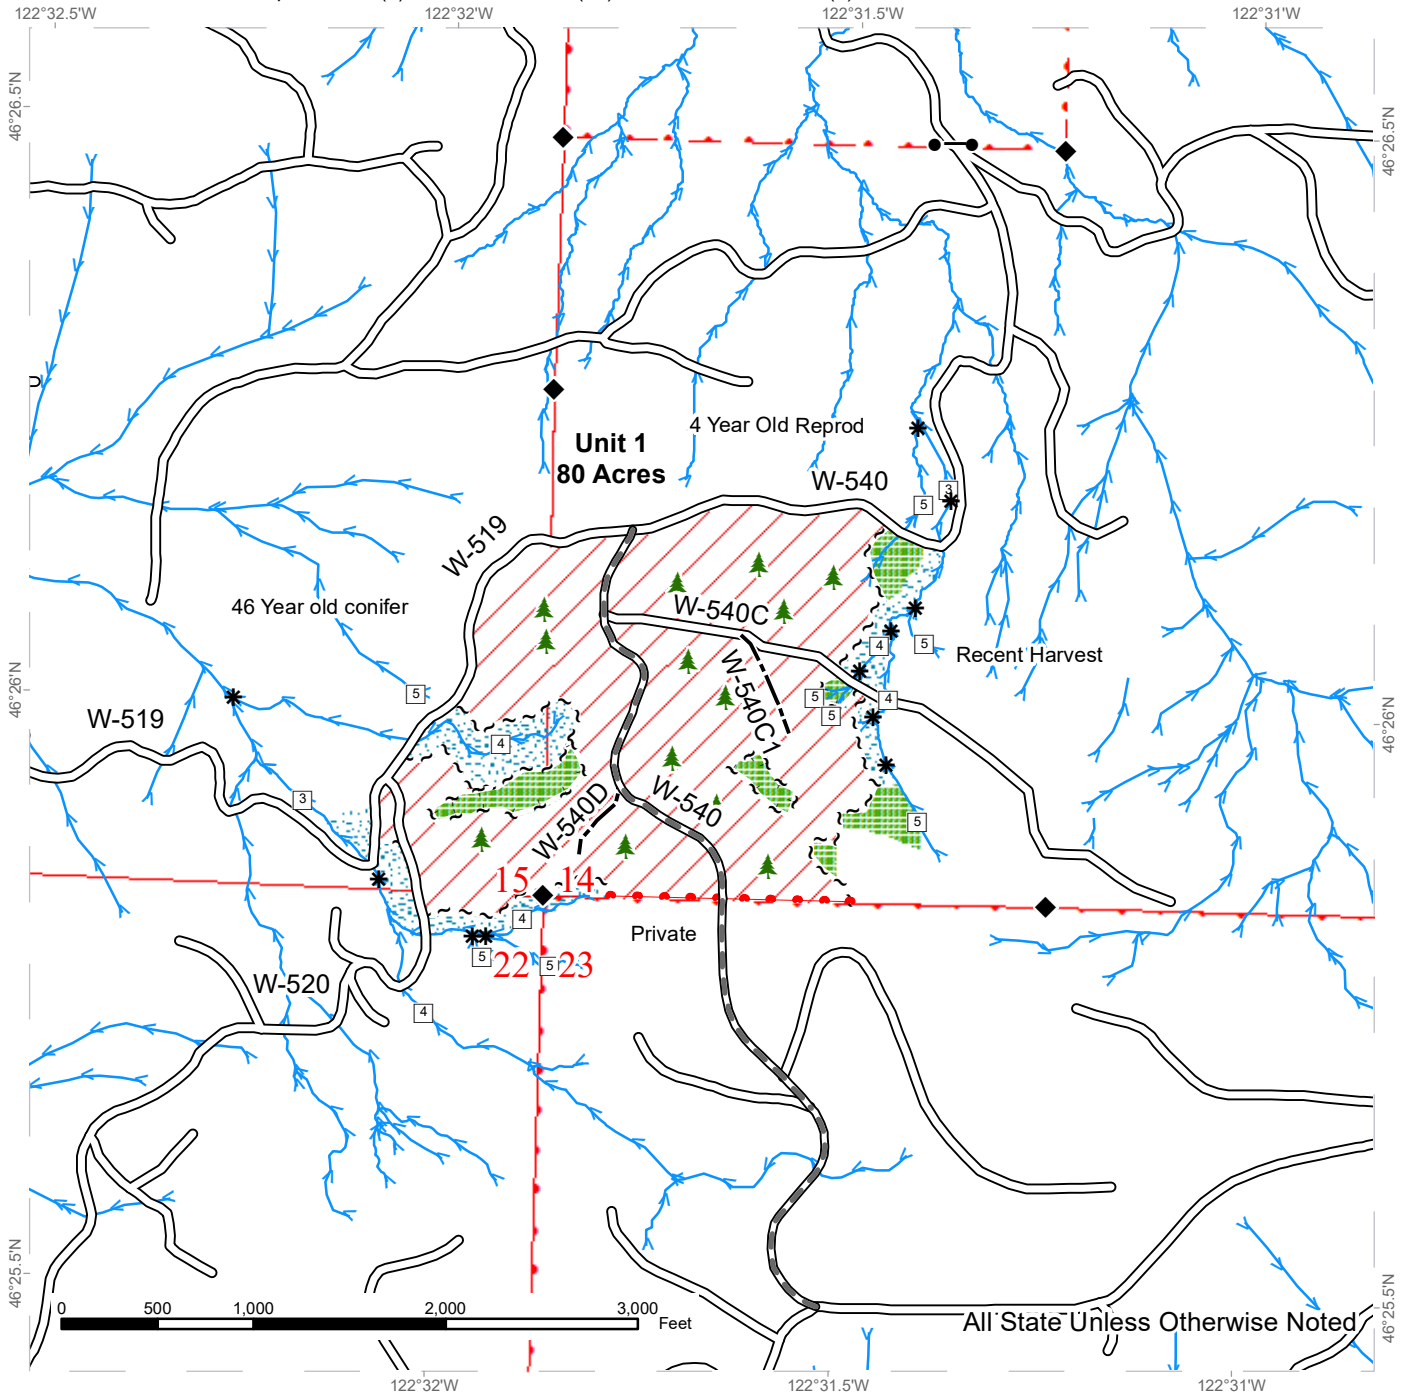 122°32.5'W
122°32'W
122°31.5'W
122°31'W
46°26.5'N
46°26.5'N
4 Year Old Reprod
Unit 1
80 Acres
W-540
3
5
W-519
46 Year old conifer
W-540C
4
5
Recent Harvest
46°26'N
46°26'N
5
W-540C1
5
5
4
W-519
4
3
W-540D
W-540
5
15
14
4
Private
5
22
5
23
W-520
4
46°25.5'N
46°25.5'N
0
500
1,000
2,000
3,000
Feet
All State Unless Otherwise Noted
122°32'W
122°31.5'W
122°31'W